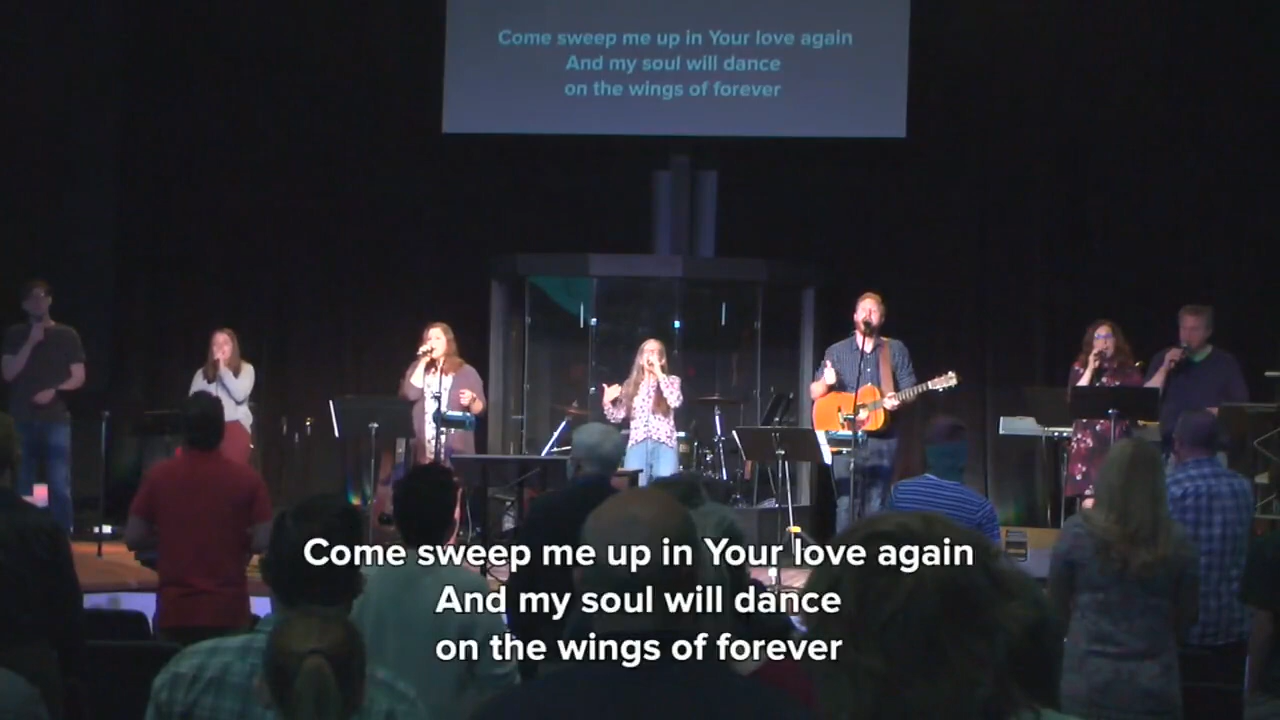 Come sweep me up in Your love again
And my soul will dance
on the wings of forever
Come sweep me up in Your love again
And my soul will dance
on the wings of forever